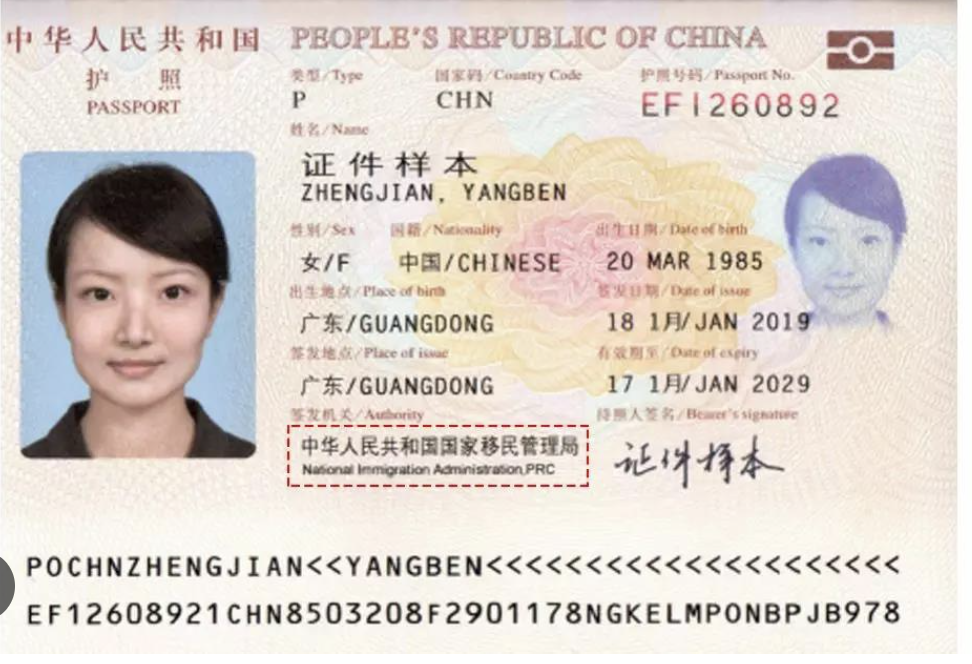 中华人民共和国
护 照
PASSPORT
PEOPLE'S REPUBLIC OF CHINA
类型/Type 国家码/Country Code 护照号码/Passport No.
P CHN EF1260892
姓名/Name
证件样本
ZHENGJIAN, YANGBEN
性别/Sex 国籍/Nationality 出生日期/Date of birth
女/F 中国/CHINESE 20 MAR 1985
出生地点/Place of birth 签发日期/Date of issue
广东/GUANGDONG 18 1月/JAN 2019
签发地点/Place of issue 有效期至/Date of expiry
广东/GUANGDONG 17 1月/JAN 2029
签发机关/Authority 持照人签名/Bearer's signature
中华人民共和国国家移民管理局
National Immigration Administration,PRC
证件样本
POCHNZHENGJIAN<<YANGBEN<<<<<<<<<<<<<<<<<<<<<
EF12608921CHN8503208F2901178NGKELMPONBPJB978